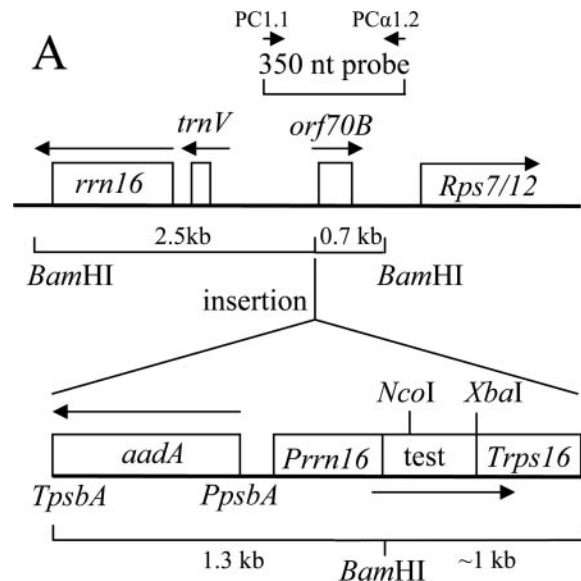 PC1.1 PCα1.2
A
350 nt probe
trnV orf70B
rrn16 Rps7/12
2.5kb 0.7 kb
BamHI BamHI
insertion
NcoI XbaI
aadA Prrn16 test Trps16
TpsbA PpsbA
1.3 kb BamHI ~1 kb